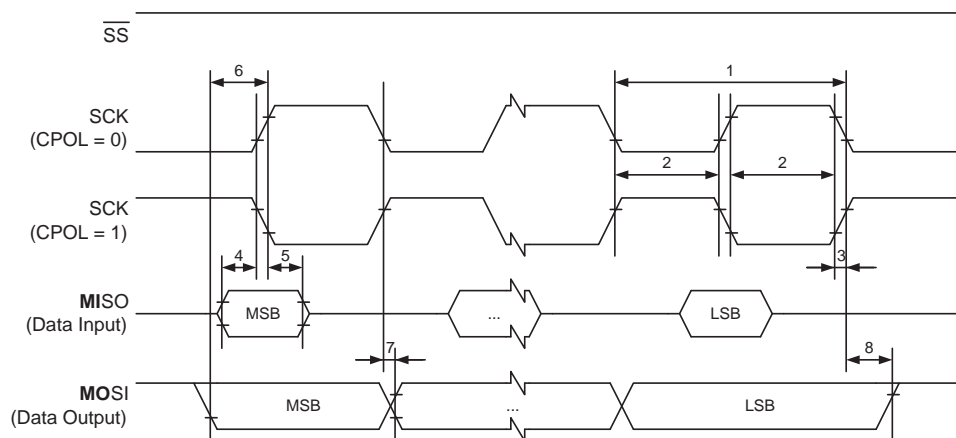 SS
6
1
SCK
(CPOL = 0)
2
2
SCK
(CPOL = 1)
4
5
3
MISO
(Data Input)
MSB
...
LSB
7
8
MOSI
(Data Output)
MSB
...
LSB